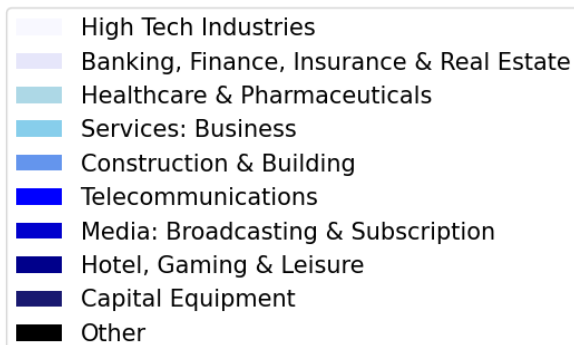 High Tech Industries
Banking, Finance, Insurance & Real Estate
Healthcare & Pharmaceuticals
Services: Business
Construction & Building
Telecommunications
Media: Broadcasting & Subscription
Hotel, Gaming & Leisure
Capital Equipment
Other